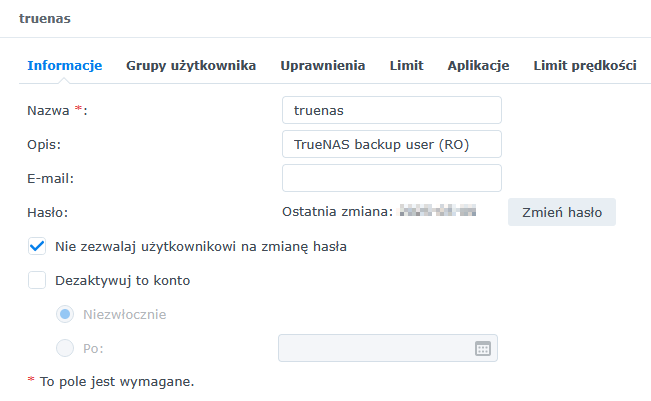 truenas
Informacje Grupy użytkownika Uprawnienia Limit Aplikacje Limit prędkości
Nazwa *: truenas
Opis: TrueNAS backup user (RO)
E-mail:
Hasło: Ostatnia zmiana: Zmień hasło
Nie zezwalaj użytkownikowi na zmianę hasła
Dezaktywuj to konto
Niezwłocznie
Po:
* To pole jest wymagane.